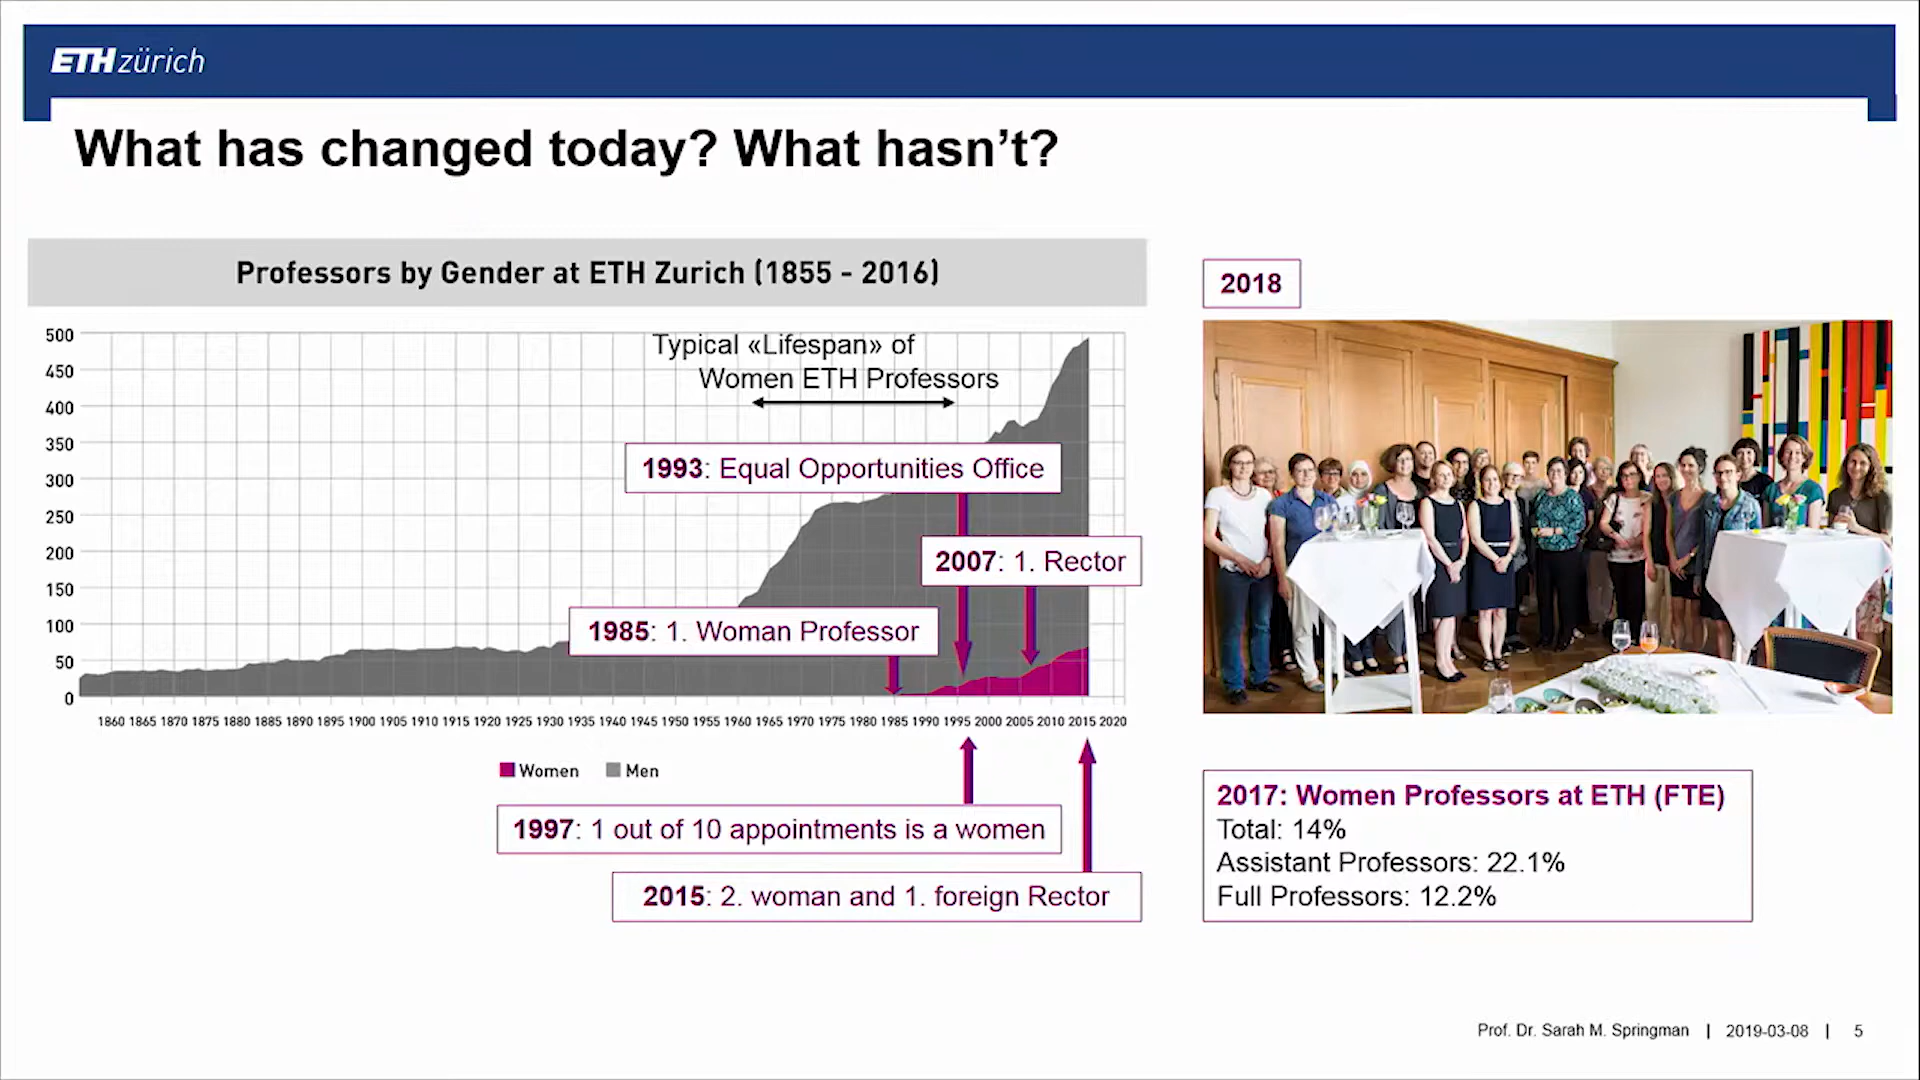 ETH zürich
What has changed today? What hasn’t?
Professors by Gender at ETH Zurich (1855 - 2016)
500
450
400
350
300
250
200
150
100
50
0
Typical «Lifespan» of
Women ETH Professors
1993: Equal Opportunities Office
2007: 1. Rector
1985: 1. Woman Professor
1860 1865 1870 1875 1880 1885 1890 1895 1900 1905 1910 1915 1920 1925 1930 1935 1940 1945 1950 1955 1960 1965 1970 1975 1980 1985 1990 1995 2000 2005 2010 2015 2020
Women Men
1997: 1 out of 10 appointments is a women
2015: 2. woman and 1. foreign Rector
2018
2017: Women Professors at ETH (FTE)
Total: 14%
Assistant Professors: 22.1%
Full Professors: 12.2%
Prof. Dr. Sarah M. Springman | 2019-03-08 | 5